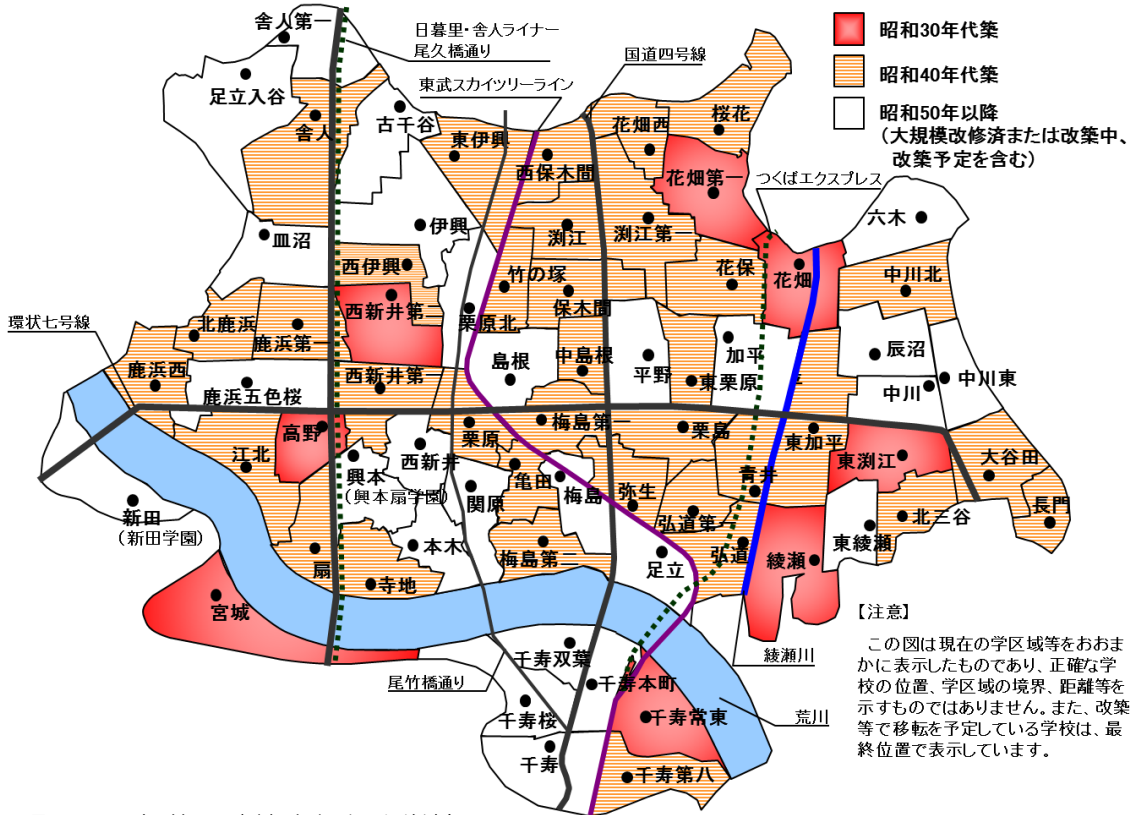 舎人第一
日暮里・舎人ライナー
尾久橋通り
国道四号線
東武スカイツリーライン
昭和30年代築
昭和40年代築
昭和50年以降
(大規模改修済または改築中、
改築予定を含む)
足立入谷
舎人
古千谷
東伊興
西保木間
花畑西
桜花
花畑第一
つくばエクスプレス
六木
皿沼
伊興
渕江
渕江第一
西伊興
竹の塚
花保
花畑
中川北
西新井第二
栗原北
保木間
環状七号線
北鹿浜
鹿浜第一
島根
中島根
平野
加平
辰沼
鹿浜西
鹿浜五色桜
西新井第一
東栗原
中川
中川東
高野
栗原
梅島第一
栗島
東加平
江北
興本
(興本扇学園)
西新井
関原
亀田
梅島
弥生
青井
東渕江
大谷田
新田
(新田学園)
弘道第一
北三谷
長門
扇
本木
梅島第二
足立
弘道
綾瀬
東綾瀬
宮城
寺地
【注意】
この図は現在の学区域等をおおま
かに表示したものであり、正確な学
校の位置、学区域の境界、距離等を
示すものではありません。また、改築
等で移転を予定している学校は、最
終位置で表示しています。
千寿双葉
綾瀬川
尾竹橋通り
千寿本町
千寿桜
千寿常東
荒川
千寿
千寿第八